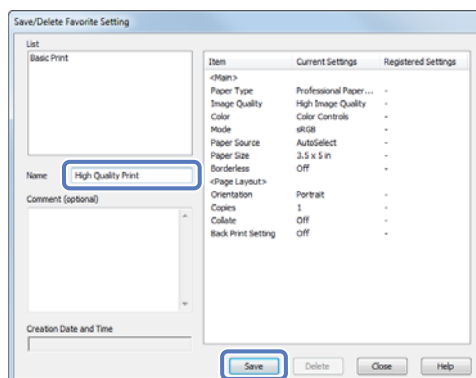 Save/Delete Favorite Setting
List
Basic Print
Name High Quality Print
Comment (optional)
Creation Date and Time
Item Current Settings Registered Settings
<Main>
Paper Type Professional Paper... -
Image Quality High Image Quality -
Color Color Controls -
Mode sRGB -
Paper Source AutoSelect -
Paper Size 3.5 x 5 in -
Borderless Off -
<Page Layout>
Orientation Portrait -
Copies 1 -
Collate Off -
Back Print Setting Off -
Save Delete Close Help